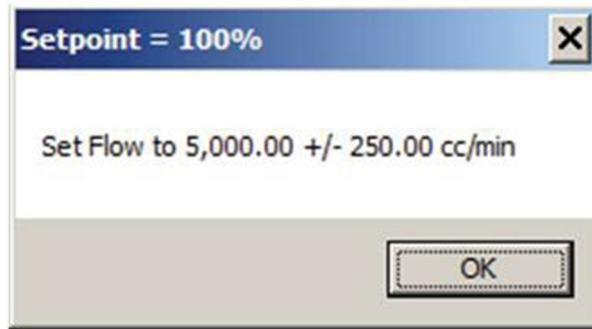 Setpoint = 100%
Set Flow to 5,000.00 +/- 250.00 cc/min
OK